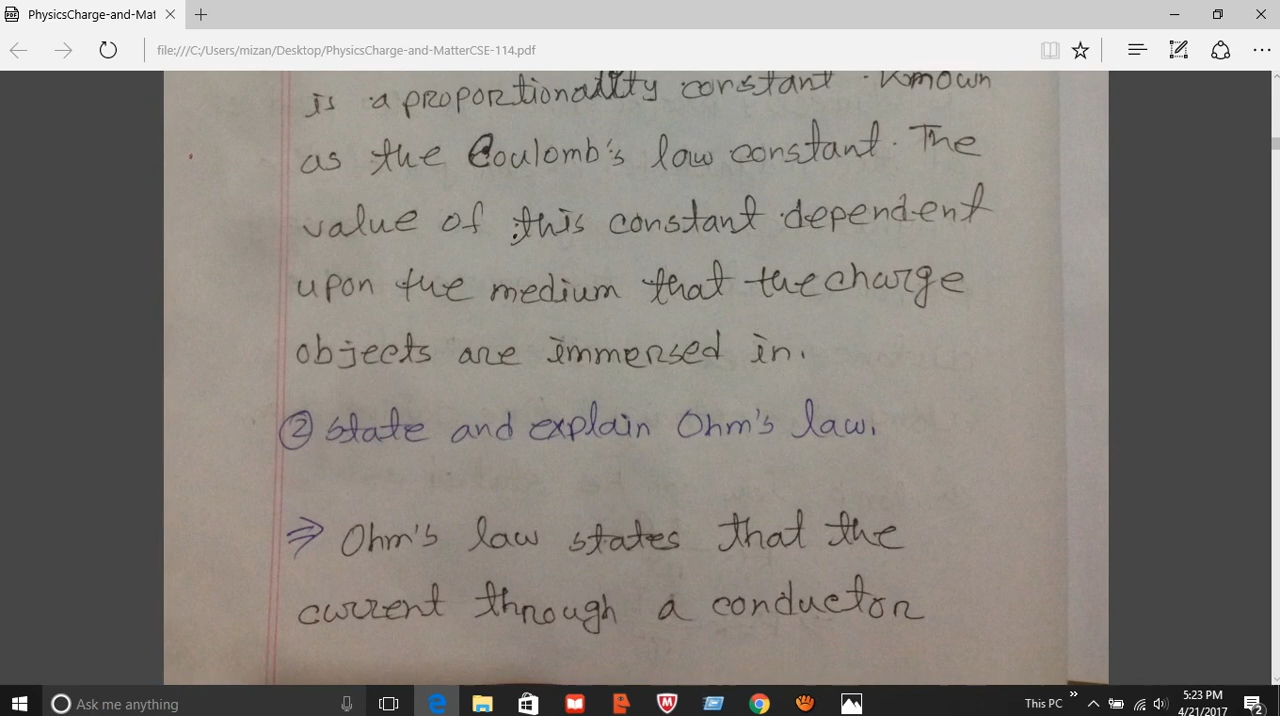 PhysicsCharge-and-Mat
file:///C:/Users/mizan/Desktop/PhysicsCharge-and-MatterCSE-114.pdf
is a proportionality constant. Known
as the Coulomb's law constant. The
value of this constant dependent
upon the medium that the charge
objects are immersed in.
② State and explain Ohm's law.
⇒ Ohm's law states that the
current through a conductor
Ask me anything
This PC
5:23 PM
4/21/2017
2